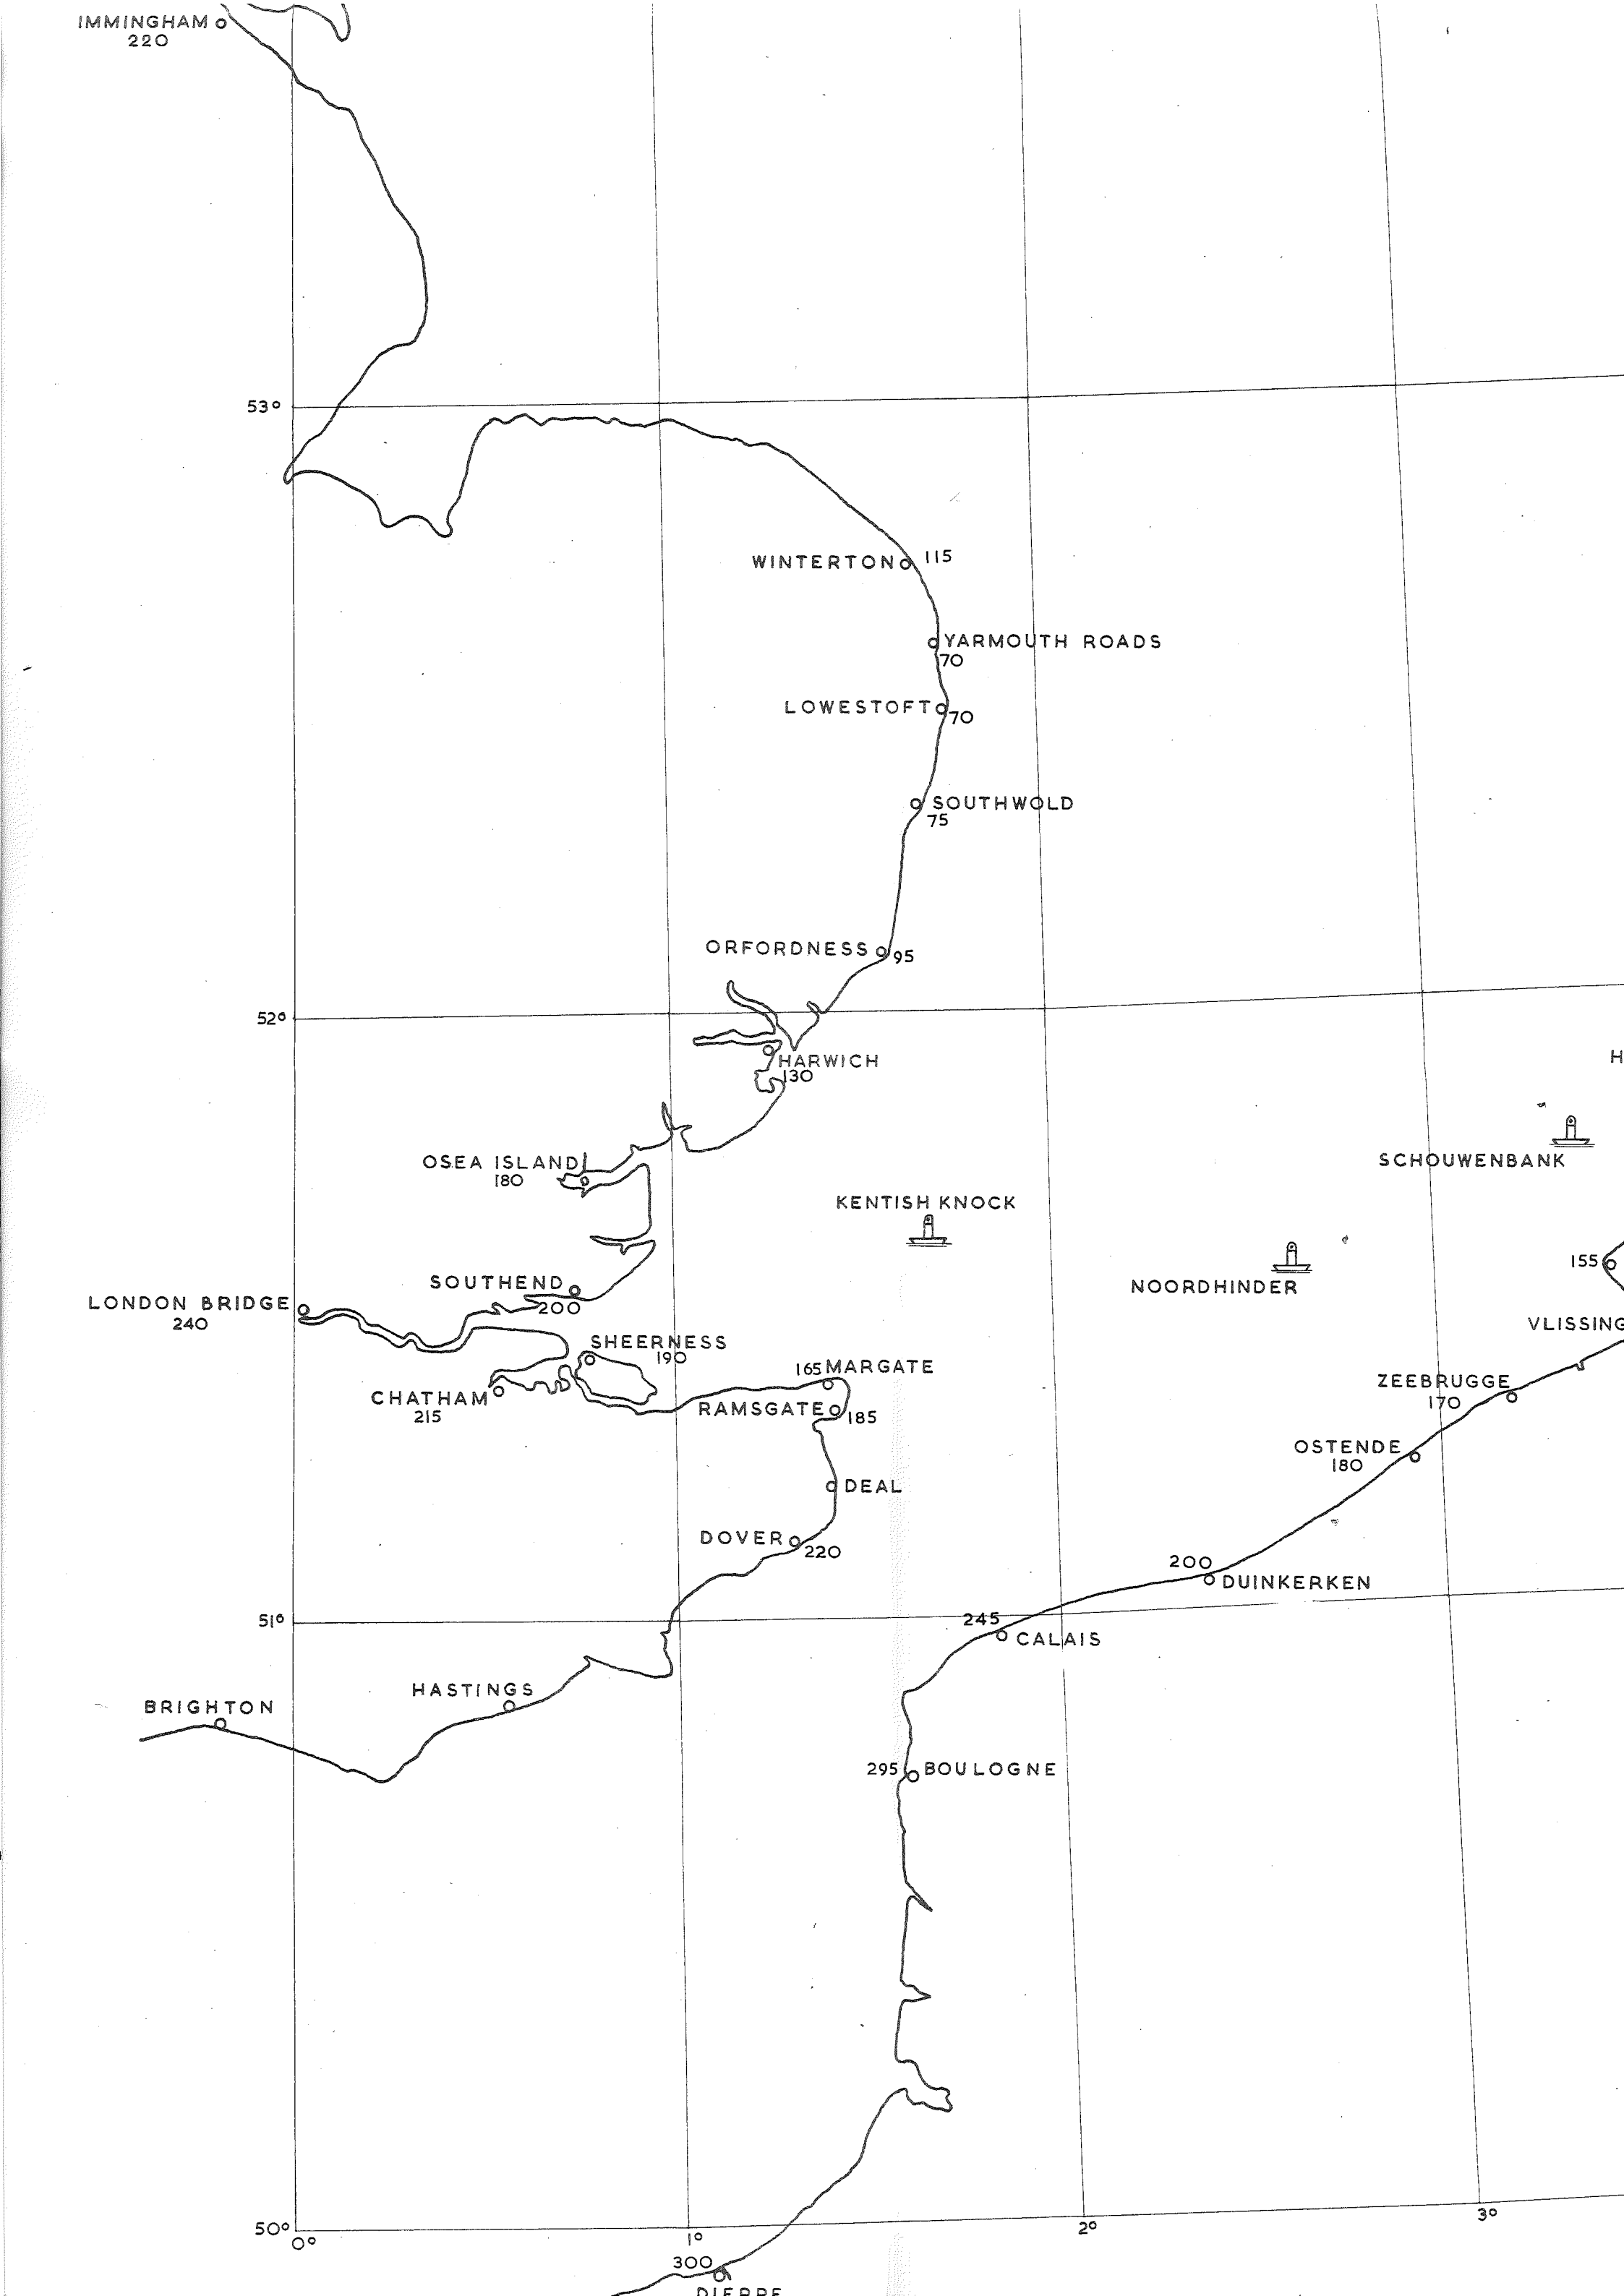 IMMINGHAM
220
53°
WINTERTON 115
YARMOUTH ROADS
70
LOWESTOFT 70
SOUTHWOLD
75
ORFORDNESS 95
52°
HARWICH
130
H
SCHOUWENBANK
OSEA ISLAND
180
KENTISH KNOCK
155
SOUTHEND
200
NOORDHINDER
LONDON BRIDGE
240
VLISSING
SHEERNESS
190
165 MARGATE
CHATHAM
215
RAMSGATE 185
ZEEBRUGGE
170
OSTENDE
180
DEAL
DOVER 220
200
DUINKERKEN
51°
245
CALAIS
HASTINGS
BRIGHTON
295 BOULOGNE
50°
0°
1°
2°
3°
300
DIEPPE